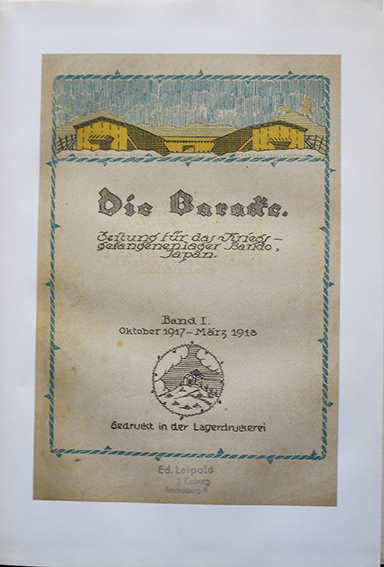 Die Baracke.
Zeitung für das Kriegs-
gefangenenlager Bando,
Japan.
Band I.
Oktober 1917-März 1918
Gedruckt in der Lagerdruckerei
Ed. Leipold
Coburg